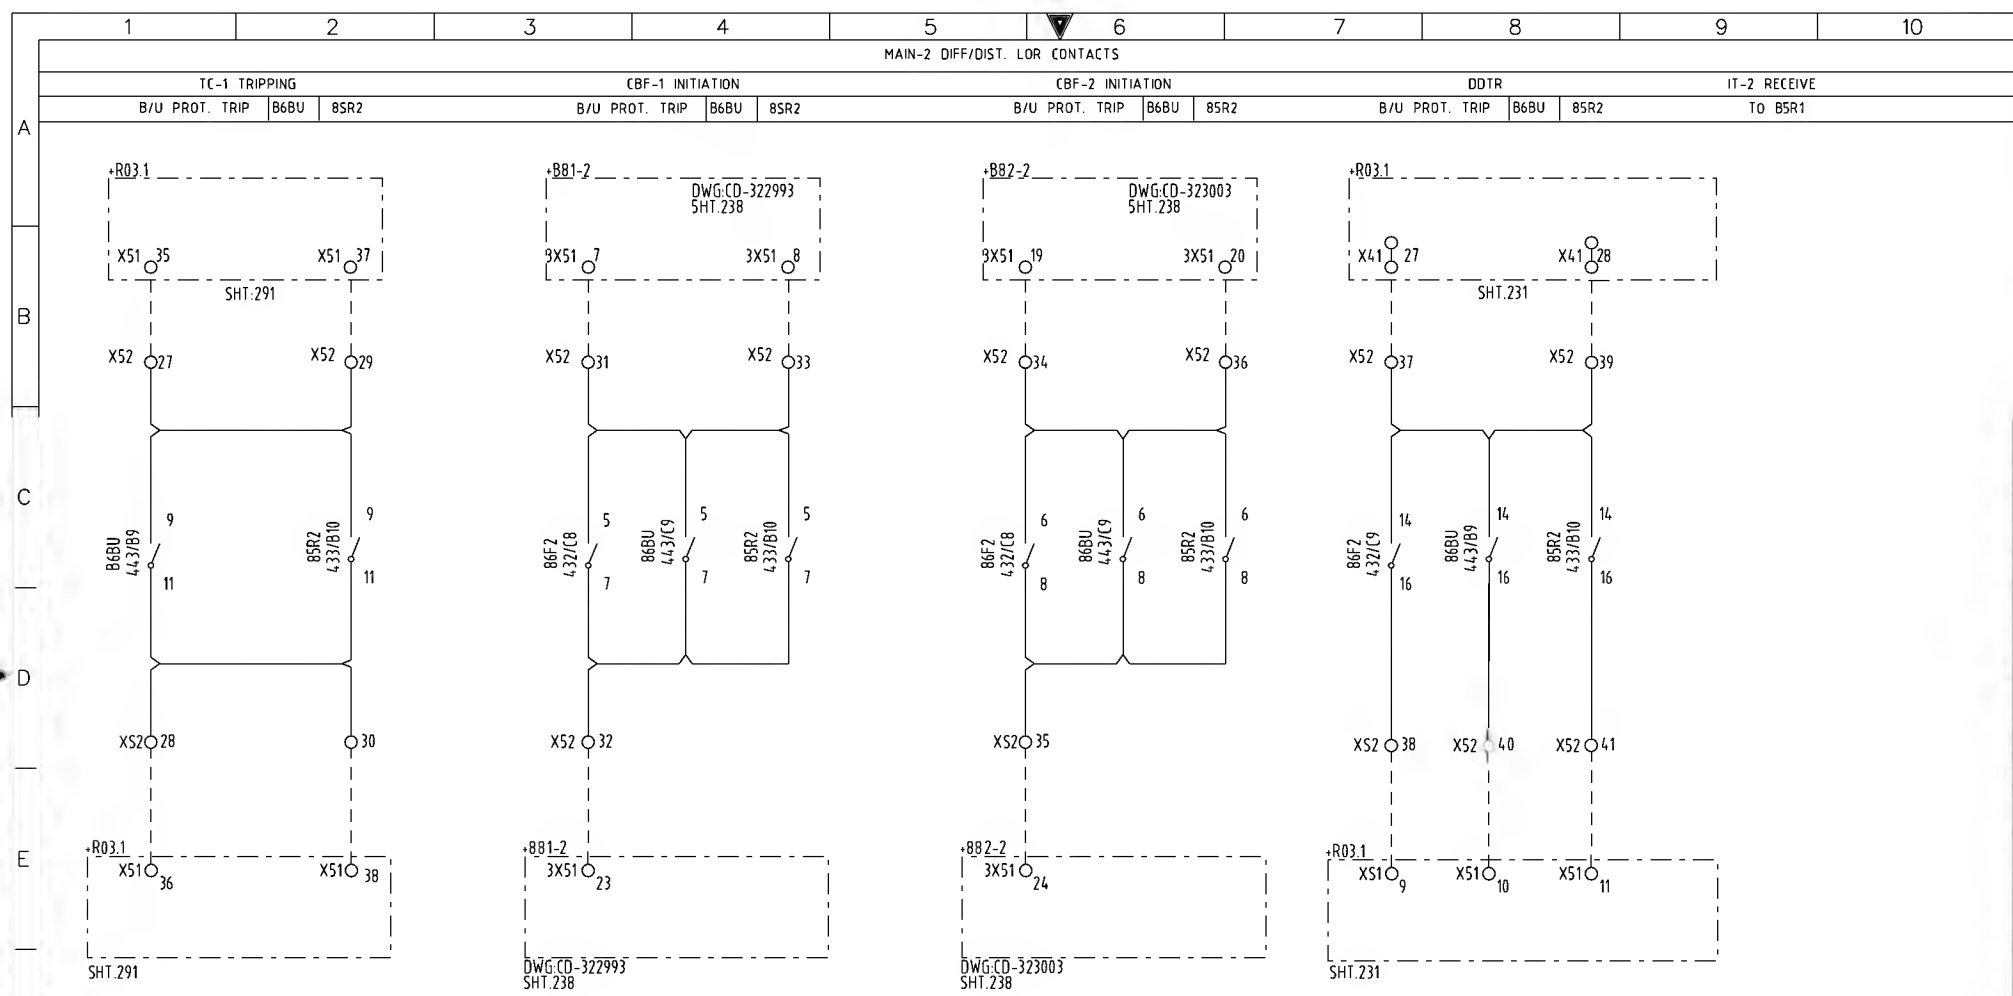 1 2 3 4 5 6 7 8 9 10
MAIN-2 DIFF/DIST. LOR CONTACTS
TC-1 TRIPPING CBF-1 INITIATION CBF-2 INITIATION DDTR IT-2 RECEIVE
B/U PROT. TRIP B6BU 8SR2 B/U PROT. TRIP B6BU 8SR2 B/U PROT. TRIP B6BU 85R2 B/U PROT. TRIP B6BU 85R2 TO B5R1
A
+R03.1 +B81-2 +B82-2 +R03.1
DWG:CD-322993 DWG:CD-323003
SHT.238 SHT.238
X51 35 X51 37 3X51 7 3X51 8 3X51 19 3X51 20 X41 27 X41 28
SHT:291 SHT.231
B
X52 27 X52 29 X52 31 X52 33 X52 34 X52 36 X52 37 X52 39
C
9 9 5 5 5 6 6 6 14 14 14
B6BU 85R2 86F2 86BU 85R2 86F2 86BU 85R2 86F2 86BU 85R2
443/B9 433/B10 432/C8 443/C9 433/B10 432/C8 443/C9 433/B10 432/C9 443/B9 433/B10
11 11 7 7 7 8 8 8 16 16 16
D
XS2 28 30 X52 32 XS2 35 XS2 38 X52 40 X52 41
E
+R03.1 +881-2 +882-2 +R03.1
X51 36 X51 38 3X51 23 3X51 24 XS1 9 X51 10 X51 11
SHT.291 DWG:CD-322993 DWG:CD-323003 SHT.231
SHT.238 SHT.238